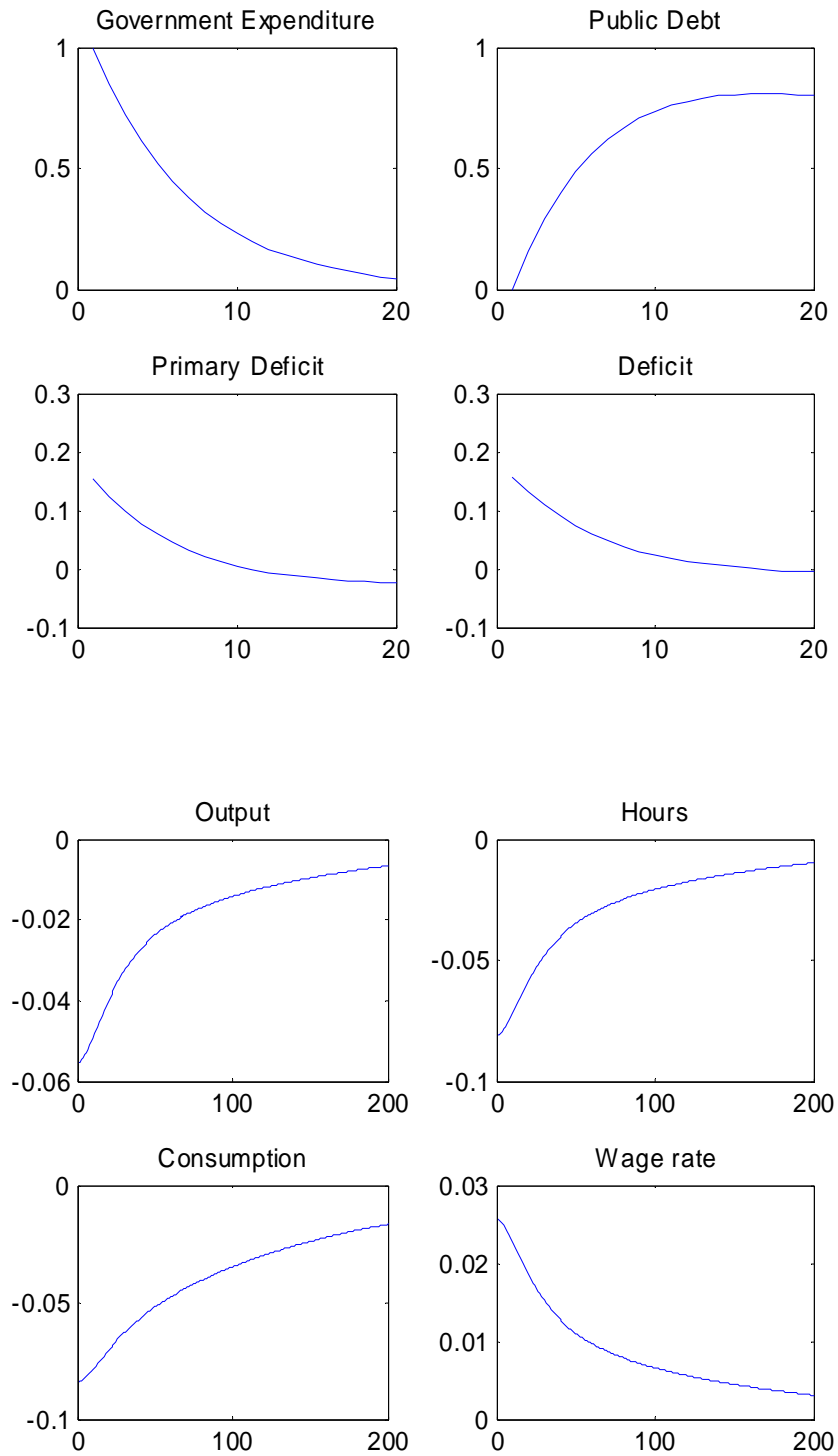 Government Expenditure
1
0.5
0
0 10 20
Public Debt
1
0.5
0
0 10 20
Primary Deficit
0.3
0.2
0.1
0
-0.1
0 10 20
Deficit
0.3
0.2
0.1
0
-0.1
0 10 20
Output
0
-0.02
-0.04
-0.06
0 100 200
Hours
0
-0.05
-0.1
0 100 200
Consumption
0
-0.05
-0.1
0 100 200
Wage rate
0.03
0.02
0.01
0
0 100 200